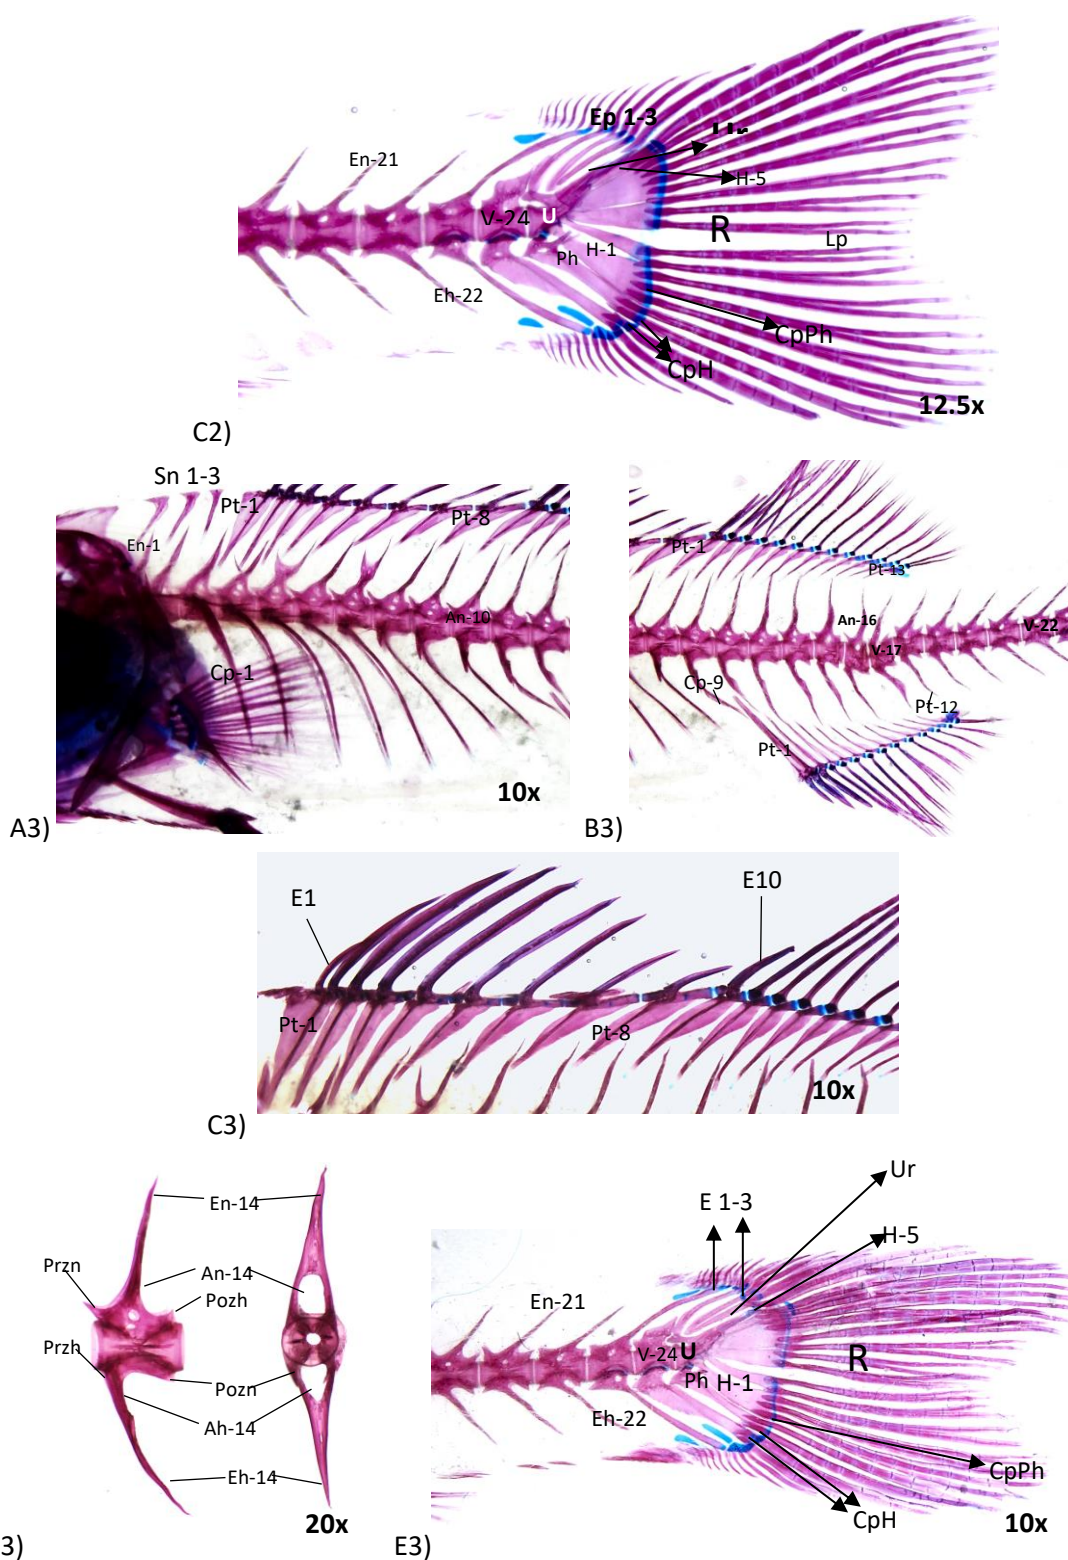 Ep 1-3
En-21
H-5
V-24
U
R
Lp
H-1
Ph
Eh-22
CpPh
CpH
12.5x
C2)
Sn 1-3
Pt-1
Pt-8
En-1
An-10
Cp-1
10x
A3)
Pt-1
Pt-13
An-16
V-22
V-17
Cp-9
Pt-12
Pt-1
B3)
E1
E10
Pt-1
Pt-8
10x
C3)
En-14
Przn
An-14
Pozh
Przh
Pozn
Ah-14
Eh-14
20x
3)
Ur
E 1-3
H-5
En-21
V-24
U
R
Ph
H-1
Eh-22
CpPh
CpH
10x
E3)